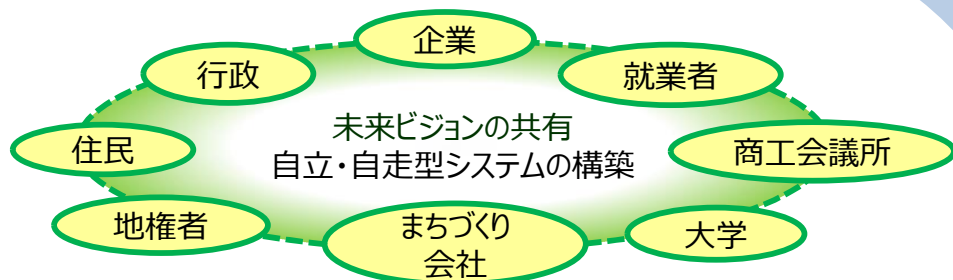 企業
行政
就業者
未来ビジョンの共有
住民
自立・自走型システムの構築
商工会議所
地権者
まちづくり
会社
大学